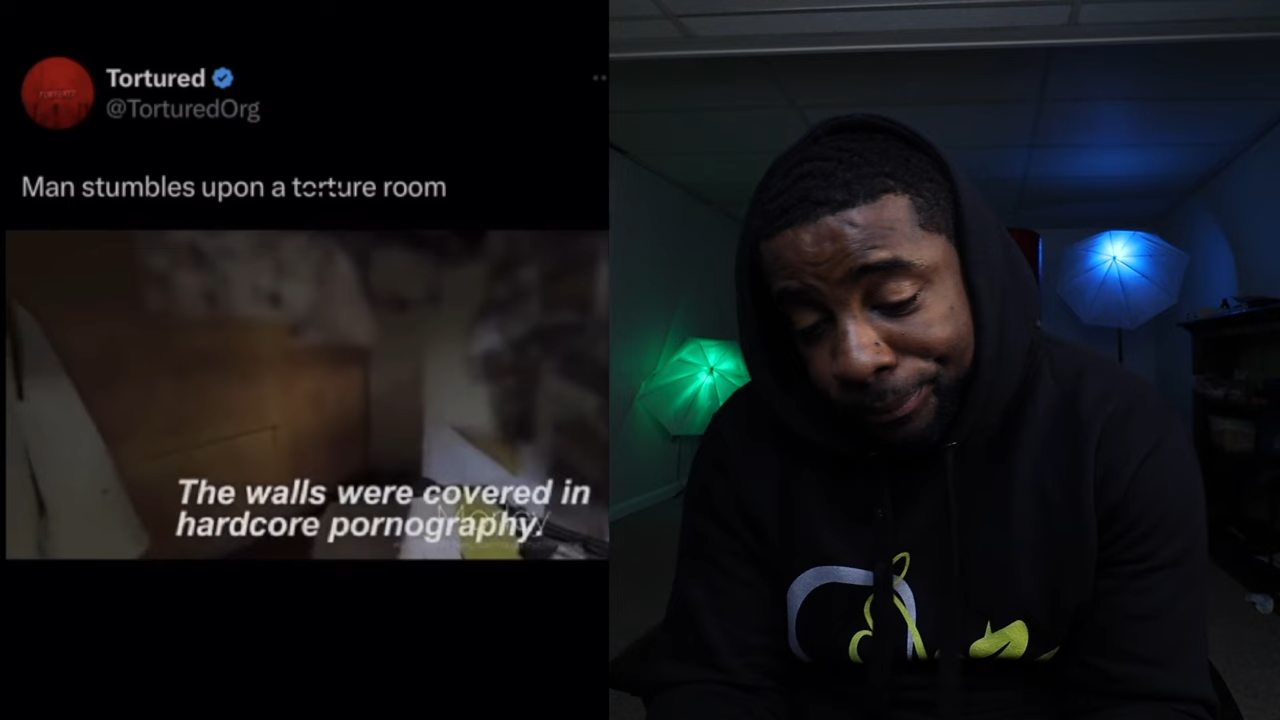 Tortured
@TorturedOrg
Man stumbles upon a torture room
The walls were covered in
hardcore pornography.